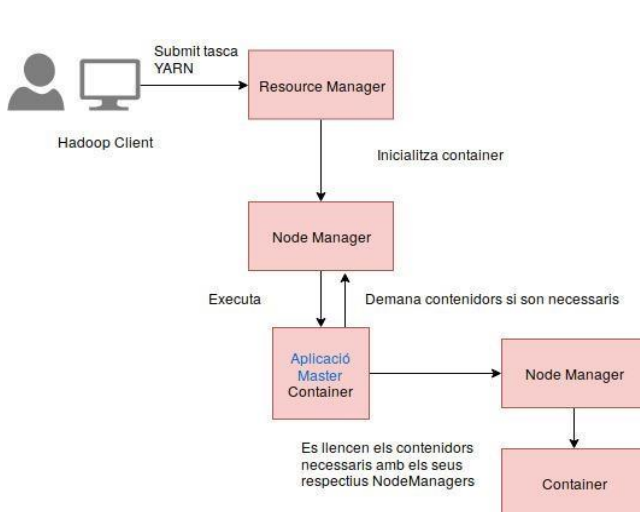 Submit tasca
YARN
Resource Manager
Hadoop Client
Inicialitza container
Node Manager
Executa
Demana contenidors si son necessaris
Aplicació
Master
Container
Node Manager
Es llencen els contenidors
necessaris amb els seus
respectius NodeManagers
Container